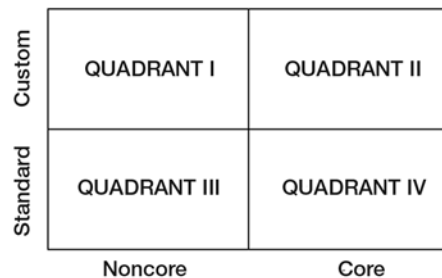 Custom
QUADRANT I
QUADRANT II
Standard
QUADRANT III
QUADRANT IV
Noncore
Core